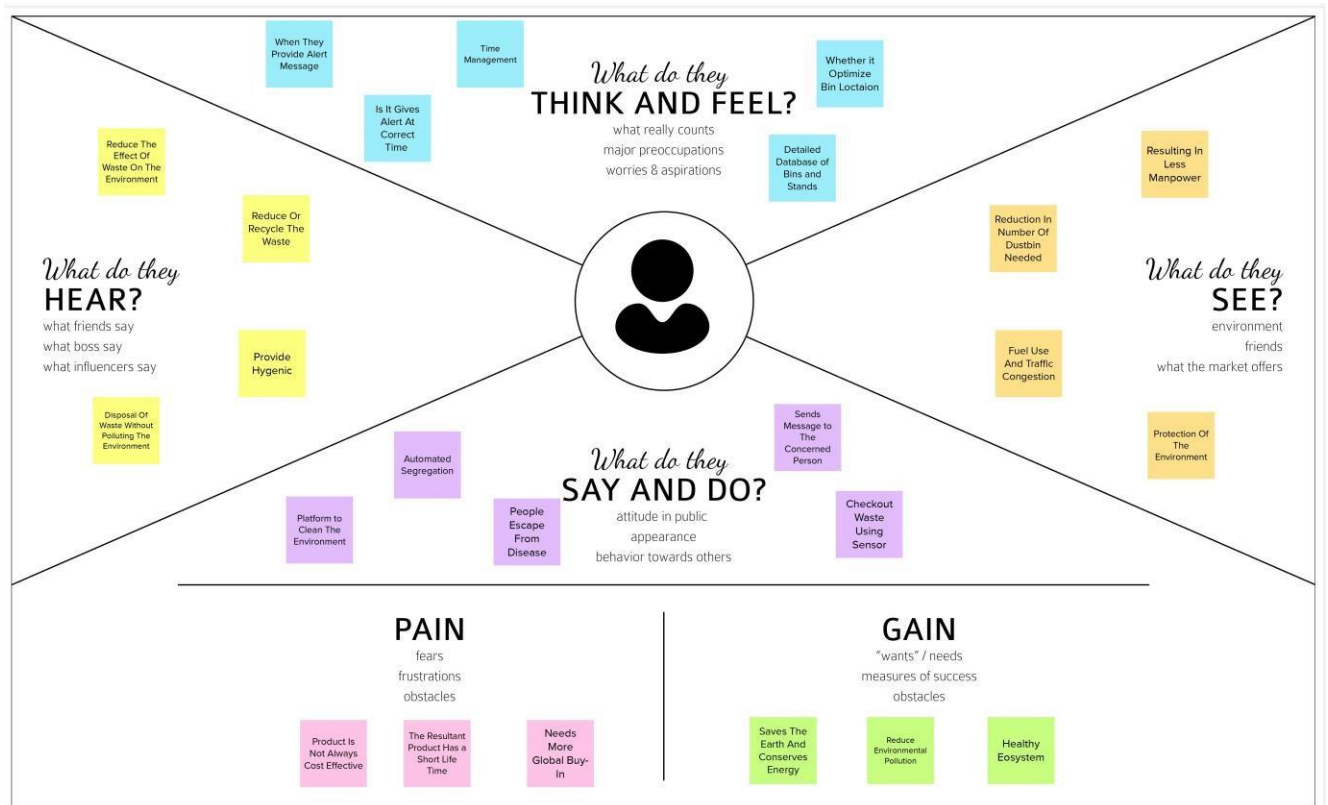 When They
Provide Alert
Message
Time
Management
Is It Gives
Alert At
Correct
Time
What do they
THINK AND FEEL?
what really counts
major preoccupations
worries & aspirations
Whether it
Optimize
Bin Loctaion
Detailed
Database of
Bins and
Stands
Reduce The
Effect Of
Waste On The
Environment
Reduce Or
Recycle The
Waste
What do they
HEAR?
what friends say
what boss say
what influencers say
Provide
Hygenic
Disposal Of
Waste Without
Polluting The
Environment
Resulting In
Less
Manpower
Reduction In
Number Of
Dustbin
Needed
What do they
SEE?
environment
friends
what the market offers
Fuel Use
And Traffic
Congestion
Protection Of
The
Environment
Automated
Segregation
Platform to
Clean The
Environment
People
Escape
From
Disease
What do they
SAY AND DO?
attitude in public
appearance
behavior towards others
Sends
Message to
The
Concerned
Person
Checkout
Waste
Using
Sensor
PAIN
fears
frustrations
obstacles
Product Is
Not Always
Cost Effective
The Resultant
Product Has a
Short Life
Time
Needs
More
Global Buy-
In
GAIN
"wants" / needs
measures of success
obstacles
Saves The
Earth And
Conserves
Energy
Reduce
Environmental
Pollution
Healthy
Eosystem